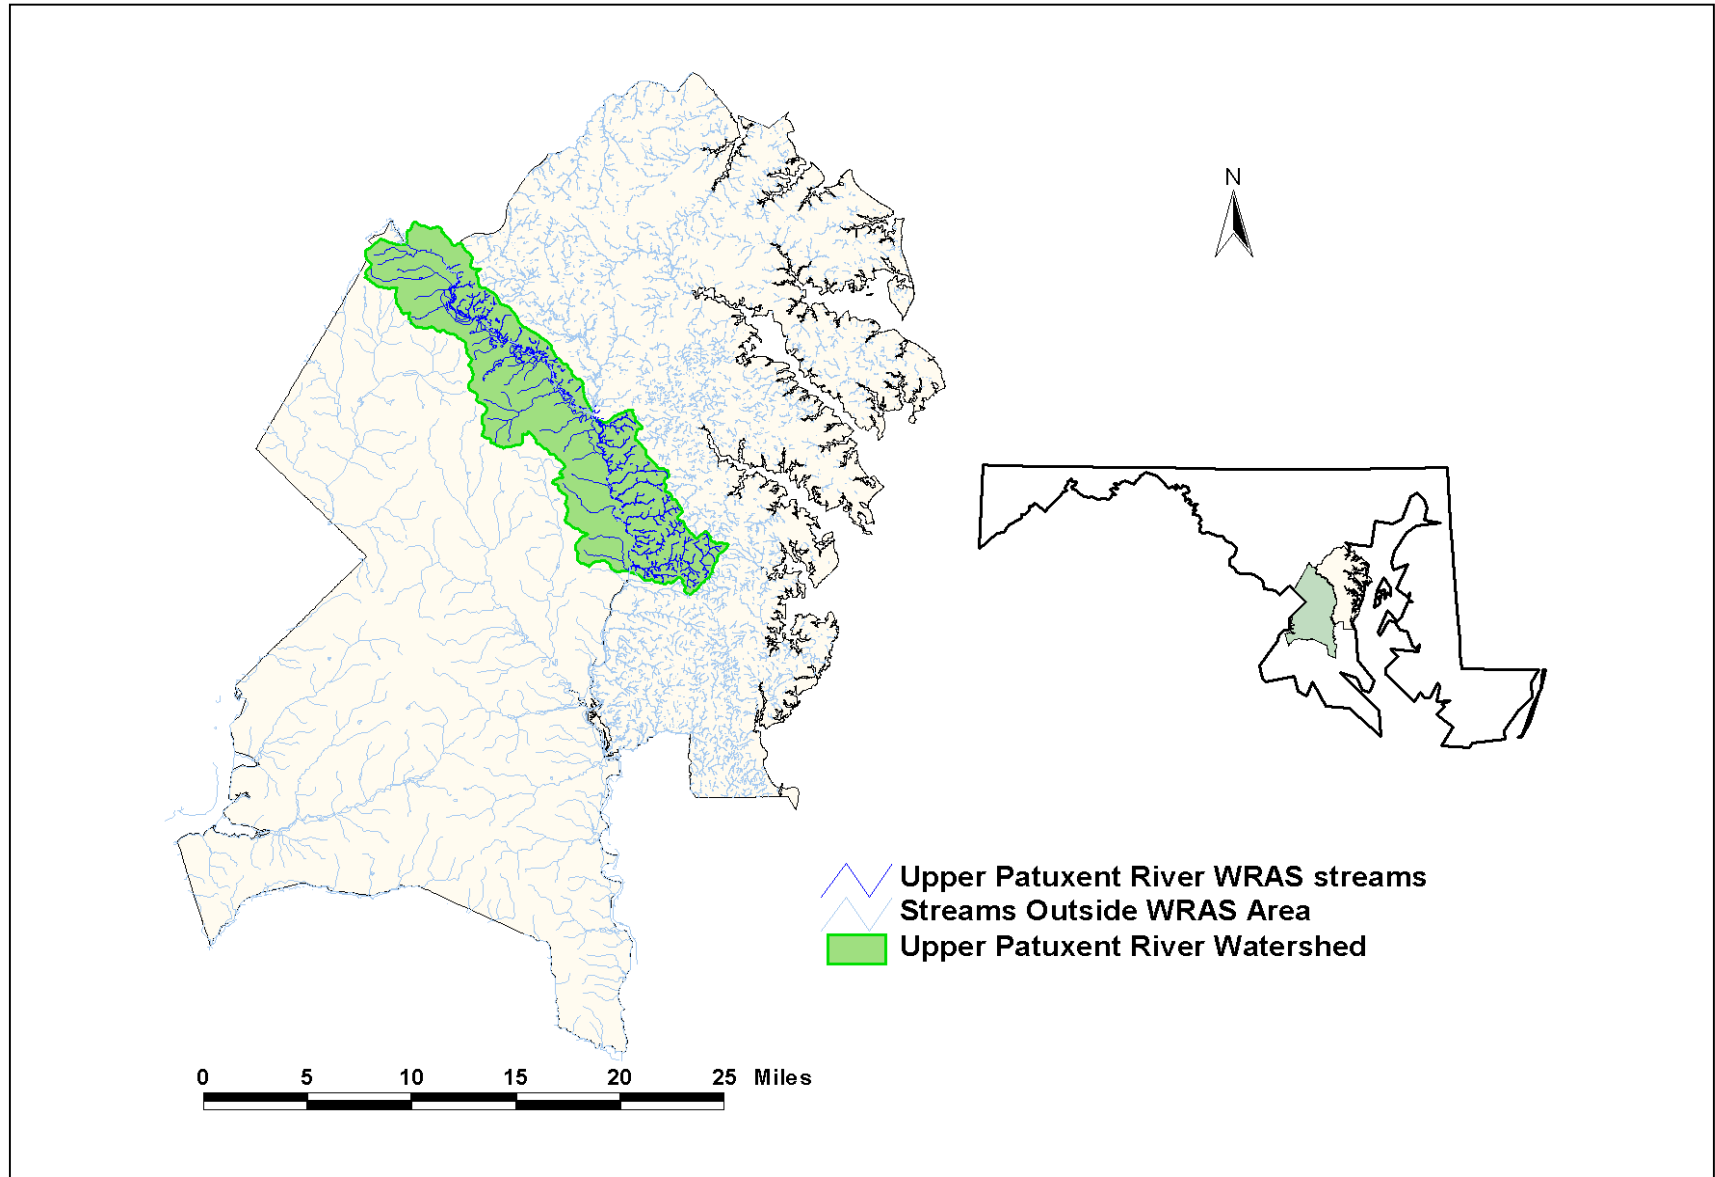 N
Upper Patuxent River WRAS streams
Streams Outside WRAS Area
Upper Patuxent River Watershed
0 5 10 15 20 25 Miles